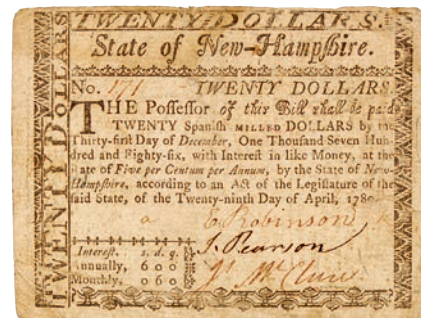 TWENTY-DOLLARS.
State of New-Hampſhire.
No. 171 TWENTY DOLLARS.
THE Poſſeſſor of this Bill ſhall be paid
TWENTY Spaniſh MILLED DOLLARS by the
Thirty-firſt Day of December, One Thouſand Seven Hun-
dred and Eighty-ſix, with Intereſt in like Money, at the
Rate of Five per Centum per Annum, by the State of New-
Hampſhire, according to an Act of the Legiſlature of the
ſaid State, of the Twenty-ninth Day of April, 1780.
E Robinson
J. Pearson
Js McClure
Intereſt. s. d. q.
Annually, 6 0 0
Monthly, 0 6 0
TWENTY DOLLARS